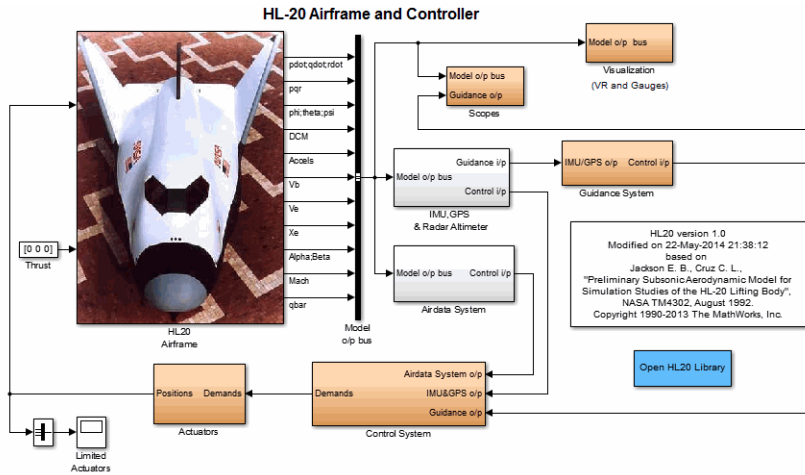 HL-20 Airframe and Controller
pdot;qdot;rdot
pqr
phi;theta;psi
DCM
Accels
Vb
Ve
Xe
Alpha;Beta
Mach
qbar
[0 0 0]
Thrust
HL20
Airframe
Model
o/p bus
Model o/p bus
Guidance o/p
Scopes
Model o/p bus
Visualization
(VR and Gauges)
Model o/p bus
Guidance i/p
Control i/p
IMU,GPS
& Radar Altimeter
IMU/GPS o/p
Control i/p
Guidance System
Model o/p bus
Control i/p
Airdata System
HL20 version 1.0
Modified on 22-May-2014 21:38:12
based on
Jackson E. B., Cruz C. L.,
"Preliminary Subsonic Aerodynamic Model for
Simulation Studies of the HL-20 Lifting Body",
NASA TM4302, August 1992.
Copyright 1990-2013 The MathWorks, Inc.
Open HL20 Library
Positions
Demands
Actuators
Demands
Airdata System o/p
IMU&GPS o/p
Guidance o/p
Control System
Limited
Actuators